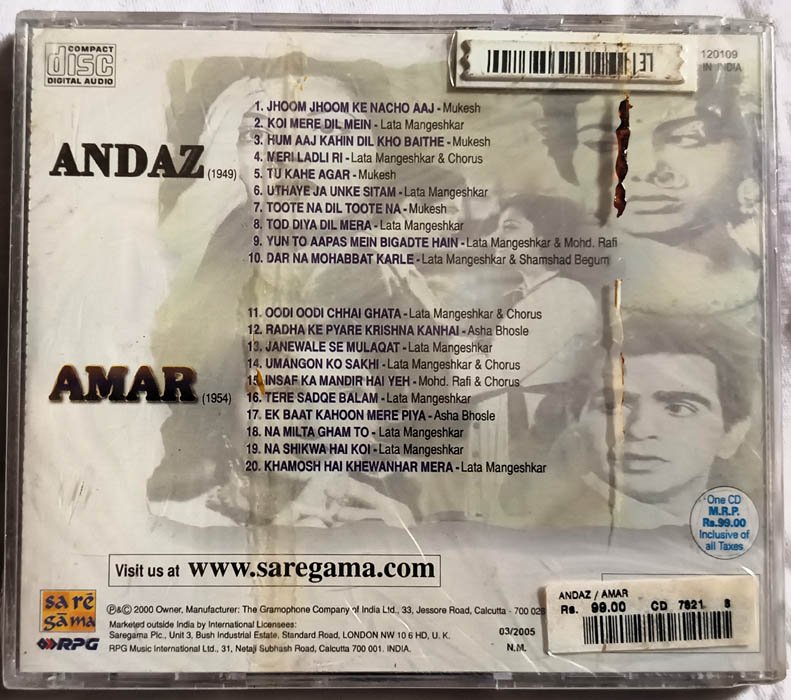 COMPACT
disc
DIGITAL AUDIO
120109
IN INDIA
ANDAZ (1949)
1. JHOOM JHOOM KE NACHO AAJ - Mukesh
2. KOI MERE DIL MEIN - Lata Mangeshkar
3. HUM AAJ KAHIN DIL KHO BAITHE - Mukesh
4. MERI LADLI RI - Lata Mangeshkar & Chorus
5. TU KAHE AGAR - Mukesh
6. UTHAYE JA UNKE SITAM - Lata Mangeshkar
7. TOOTE NA DIL TOOTE NA - Mukesh
8. TOD DIYA DIL MERA - Lata Mangeshkar
9. YUN TO AAPAS MEIN BIGADTE HAIN - Lata Mangeshkar & Mohd. Rafi
10. DAR NA MOHABBAT KARLE - Lata Mangeshkar & Shamshad Begum
AMAR (1954)
11. OODI OODI CHHAI GHATA - Lata Mangeshkar & Chorus
12. RADHA KE PYARE KRISHNA KANHAI - Asha Bhosle
13. JANEWALE SE MULAQAT - Lata Mangeshkar
14. UMANGON KO SAKHI - Lata Mangeshkar & Chorus
15. INSAF KA MANDIR HAI YEH - Mohd. Rafi & Chorus
16. TERE SADQE BALAM - Lata Mangeshkar
17. EK BAAT KAHOON MERE PIYA - Asha Bhosle
18. NA MILTA GHAM TO - Lata Mangeshkar
19. NA SHIKWA HAI KOI - Lata Mangeshkar
20. KHAMOSH HAI KHEWANHAR MERA - Lata Mangeshkar
One CD
M.R.P.
Rs.99.00
Inclusive of
all Taxes
Visit us at www.saregama.com
sa rē
gāma
RPG
℗&© 2000 Owner, Manufacturer: The Gramophone Company of India Ltd., 33, Jessore Road, Calcutta - 700 028
Marketed outside India by International Licensees:
Saregama Plc., Unit 3, Bush Industrial Estate, Standard Road, LONDON NW 10 6 HD, U. K.
RPG Music International Ltd., 31, Netaji Subhash Road, Calcutta 700 001. INDIA.
03/2005
N.M.
ANDAZ / AMAR
Rs. 99.00 CD 7821 8